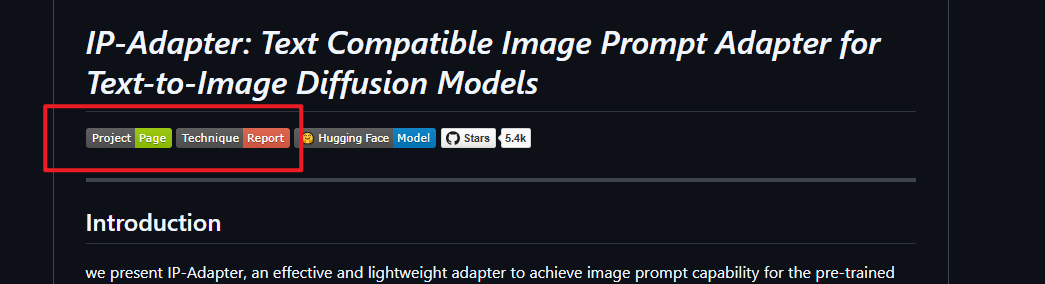 IP-Adapter: Text Compatible Image Prompt Adapter for
Text-to-Image Diffusion Models
Project Page Technique Report Hugging Face Model Stars 5.4k
Introduction
we present IP-Adapter, an effective and lightweight adapter to achieve image prompt capability for the pre-trained